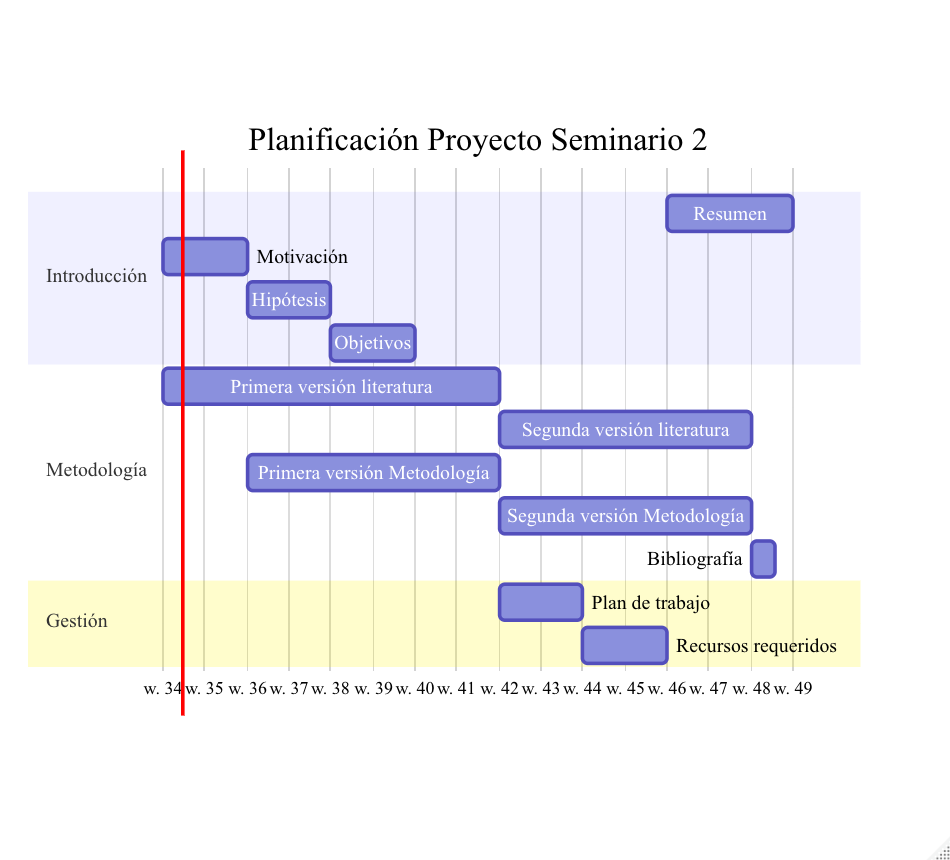 Planificación Proyecto Seminario 2
Resumen
Motivación
Introducción
Hipótesis
Objetivos
Primera versión literatura
Segunda versión literatura
Metodología
Primera versión Metodología
Segunda versión Metodología
Bibliografía
Plan de trabajo
Gestión
Recursos requeridos
w. 34 w. 35 w. 36 w. 37 w. 38 w. 39 w. 40 w. 41 w. 42 w. 43 w. 44 w. 45 w. 46 w. 47 w. 48 w. 49